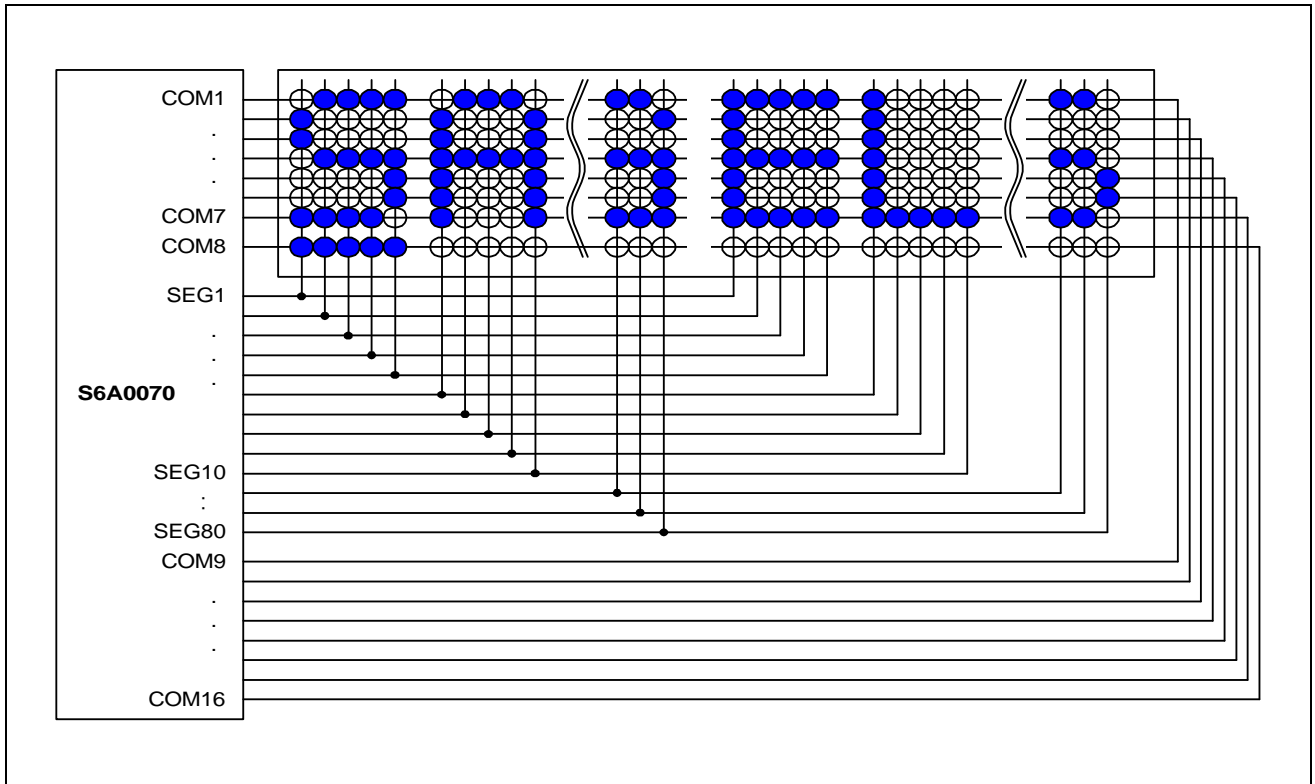 COM1
.
.
.
COM7
COM8
SEG1
.
.
.
S6A0070
SEG10
:
SEG80
COM9
.
.
.
COM16